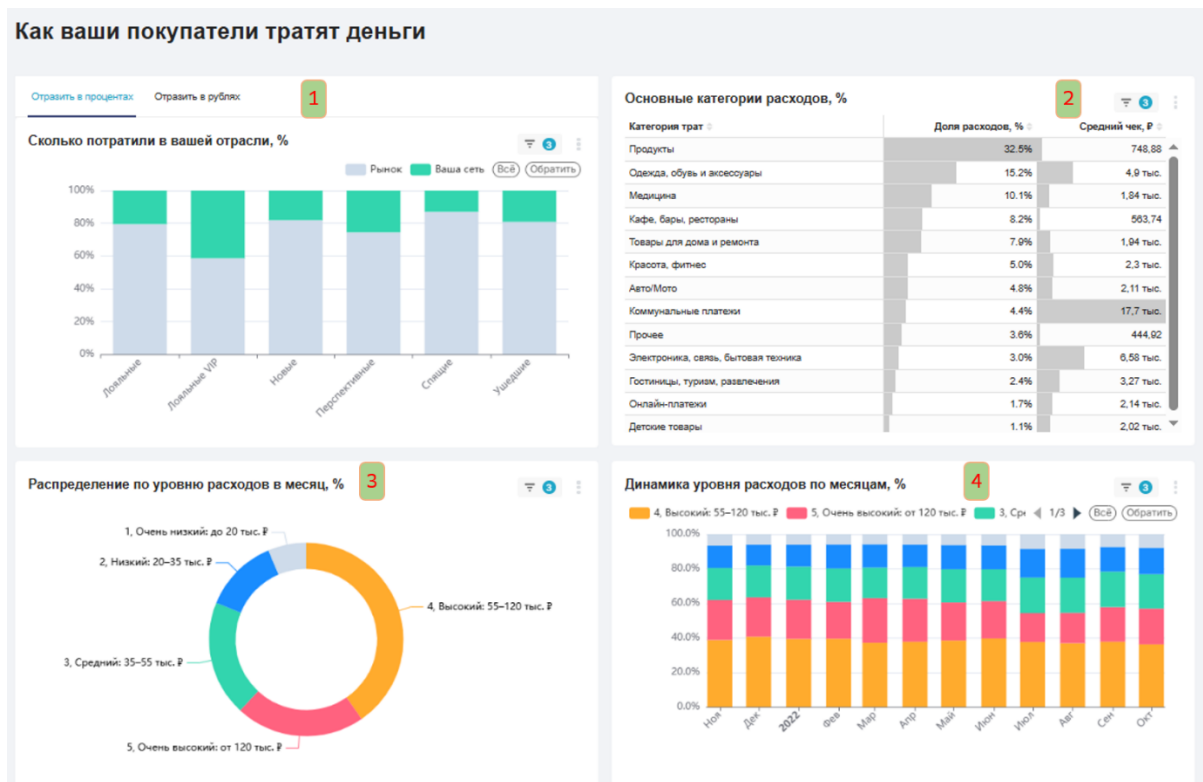 Как ваши покупатели тратят деньги
Отразить в процентах Отразить в рублях 1
Сколько потратили в вашей отрасли, % 3
Рынок Ваша сеть Всё Обратить
100%
80%
60%
40%
20%
0%
Лояльные Лояльные VIP Новые Перспективные Спящие Ушедшие
Основные категории расходов, % 2 3
Категория трат Доля расходов, % Средний чек, ₽
Продукты 32.5% 748,88
Одежда, обувь и аксессуары 15.2% 4,9 тыс.
Медицина 10.1% 1,84 тыс.
Кафе, бары, рестораны 8.2% 563,74
Товары для дома и ремонта 7.9% 1,94 тыс.
Красота, фитнес 5.0% 2,3 тыс.
Авто/Мото 4.8% 2,11 тыс.
Коммунальные платежи 4.4% 17,7 тыс.
Прочее 3.6% 444,92
Электроника, связь, бытовая техника 3.0% 6,58 тыс.
Гостиницы, туризм, развлечения 2.4% 3,27 тыс.
Онлайн-платежи 1.7% 2,14 тыс.
Детские товары 1.1% 2,02 тыс.
Распределение по уровню расходов в месяц, % 3 3
1, Очень низкий: до 20 тыс. ₽
2, Низкий: 20–35 тыс. ₽
4, Высокий: 55–120 тыс. ₽
3, Средний: 35–55 тыс. ₽
5, Очень высокий: от 120 тыс. ₽
Динамика уровня расходов по месяцам, % 4 3
4, Высокий: 55–120 тыс. ₽ 5, Очень высокий: от 120 тыс. ₽ 3, Сре 1/3 Всё Обратить
100.0%
80.0%
60.0%
40.0%
20.0%
0.0%
Ноя Дек 2022 Фев Мар Апр Май Июн Июл Авг Сен Окт